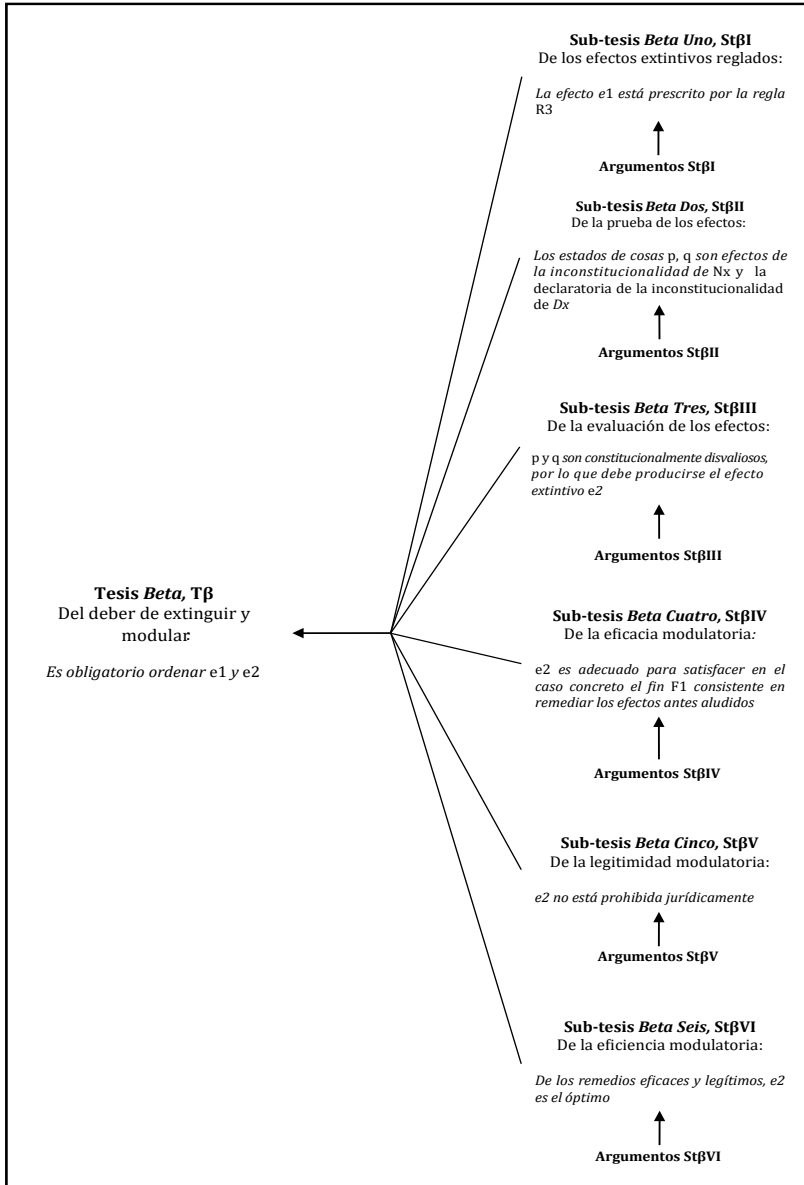 Sub-tesis Beta Uno, StβI
De los efectos extintivos reglados:
La efecto e1 está prescrito por la regla
R3
Argumentos StβI
Sub-tesis Beta Dos, StβII
De la prueba de los efectos:
Los estados de cosas p, q son efectos de
la inconstitucionalidad de Nx y la
declaratoria de la inconstitucionalidad
de Dx
Argumentos StβII
Sub-tesis Beta Tres, StβIII
De la evaluación de los efectos:
p y q son constitucionalmente disvaliosos,
por lo que debe producirse el efecto
extintivo e2
Argumentos StβIII
Tesis Beta, Tβ
Del deber de extinguir y
modular:
Es obligatorio ordenar e1 y e2
Sub-tesis Beta Cuatro, StβIV
De la eficacia modulatoria:
e2 es adecuado para satisfacer en el
caso concreto el fin F1 consistente en
remediar los efectos antes aludidos
Argumentos StβIV
Sub-tesis Beta Cinco, StβV
De la legitimidad modulatoria:
e2 no está prohibida jurídicamente
Argumentos StβV
Sub-tesis Beta Seis, StβVI
De la eficiencia modulatoria:
De los remedios eficaces y legítimos, e2
es el óptimo
Argumentos StβVI